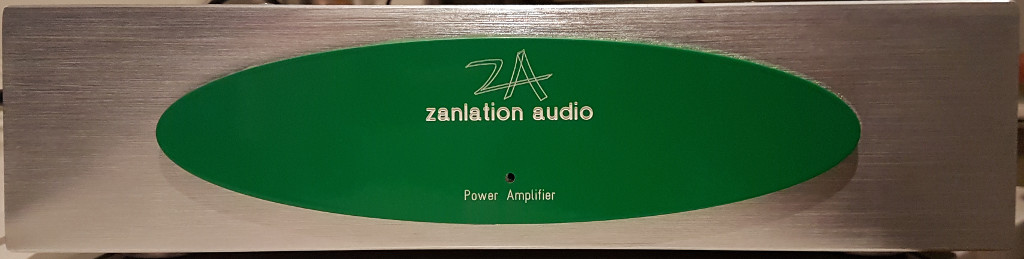 ZA
zanlation audio
Power Amplifier